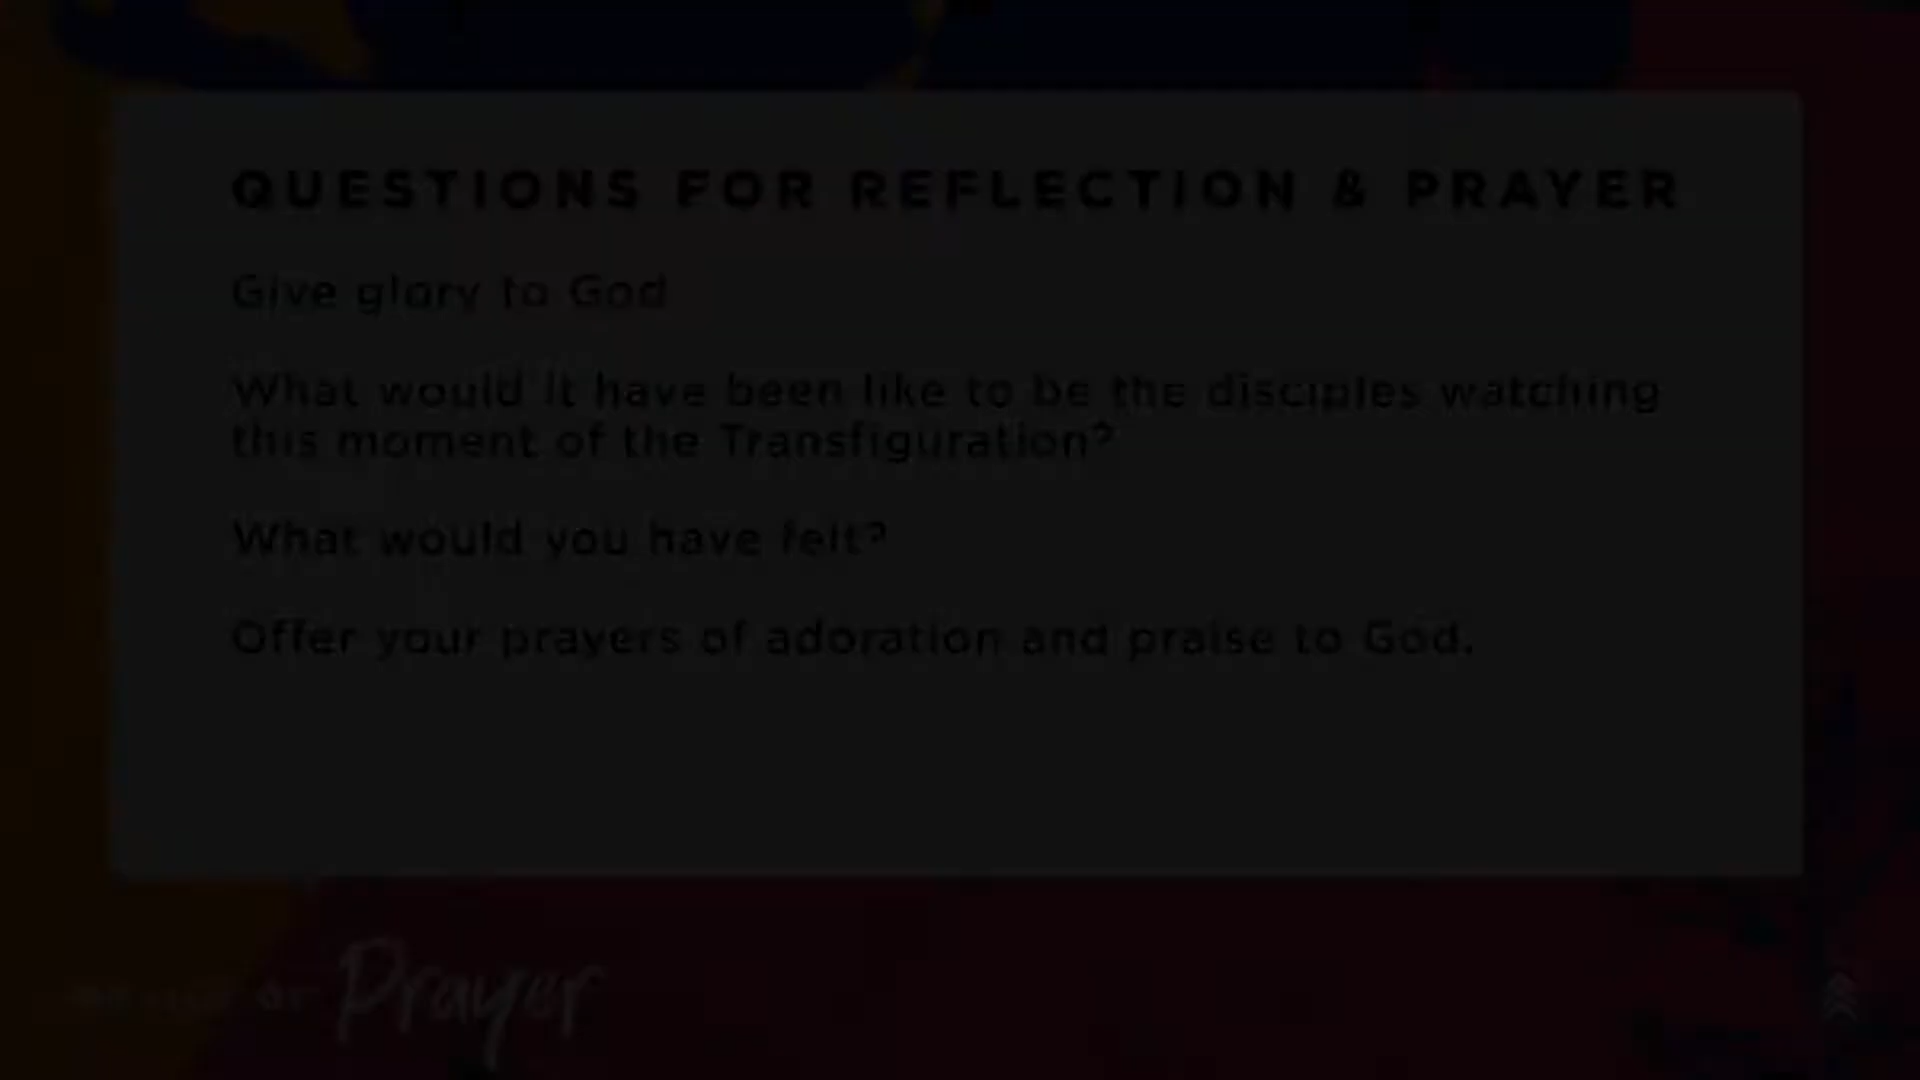 QUESTIONS FOR REFLECTION & PRAYER
Give glory to God
What would it have been like to be the disciples watching
this moment of the Transfiguration?
What would you have felt?
Offer your prayers of adoration and praise to God.
OF Prayer